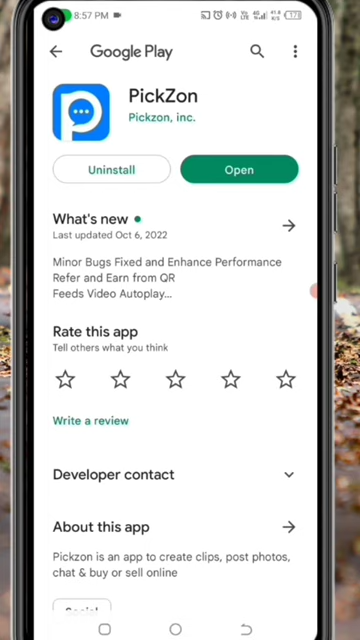 8:57 PM
Google Play
PickZon
Pickzon, inc.
Uninstall
Open
What's new
Last updated Oct 6, 2022
Minor Bugs Fixed and Enhance Performance
Refer and Earn from QR
Feeds Video Autoplay...
Rate this app
Tell others what you think
Write a review
Developer contact
About this app
Pickzon is an app to create clips, post photos,
chat & buy or sell online
Social